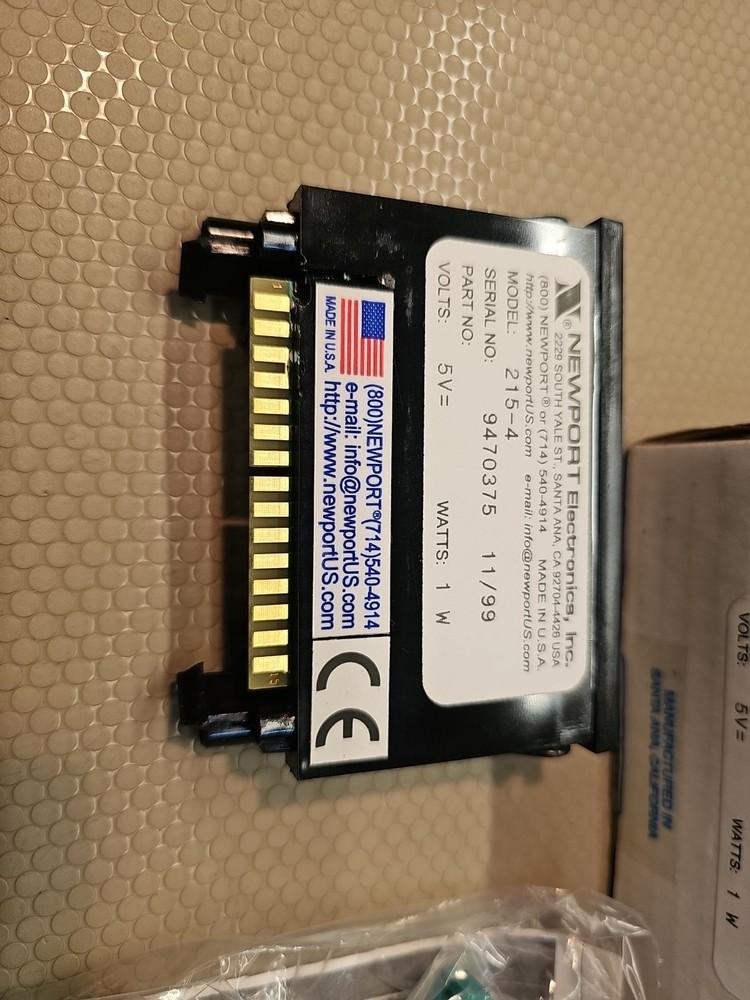 ® NEWPORT Electronics, Inc.
2229 SOUTH YALE ST., SANTA ANA, CA 92704-4426 USA
(800) NEWPORT® or (714) 540-4914 MADE IN U.S.A.
http://www.newportUS.com e-mail: info@newportUS.com
MODEL: 215-4
SERIAL NO: 9470375 11/99
PART NO:
VOLTS: 5V= WATTS: 1 W
MADE IN U.S.A.
(800)NEWPORT®(714)540-4914
e-mail: info@newportUS.com
http://www.newportUS.com
CE
1
15
MANUFACTURED IN
SANTA ANA, CALIFORNIA
VOLTS: 5V= WATTS: 1 W